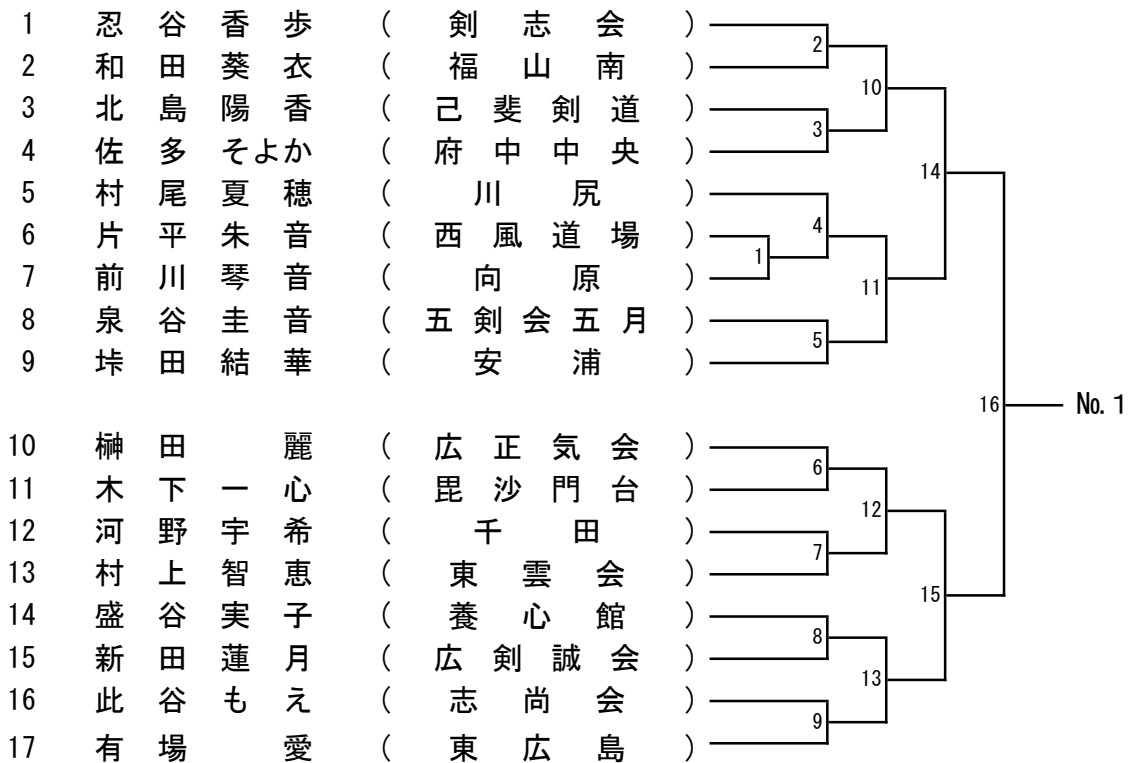 1 忍谷香歩 (剣志会)
2 和田葵衣 (福山南)
3 北島陽香 (己斐剣道)
4 佐多そよか (府中中央)
5 村尾夏穂 (川尻)
6 片平朱音 (西風道場)
7 前川琴音 (向原)
8 泉谷圭音 (五剣会五月)
9 垰田結華 (安浦)
10 榊田麗 (広正気会)
11 木下一心 (毘沙門台)
12 河野宇希 (千田)
13 村上智恵 (東雲会)
14 盛谷実子 (養心館)
15 新田蓮月 (広剣誠会)
16 此谷もえ (志尚会)
17 有場愛 (東広島)
2
10
3
14
4
1
11
5
16 № 1
6
12
7
15
8
13
9